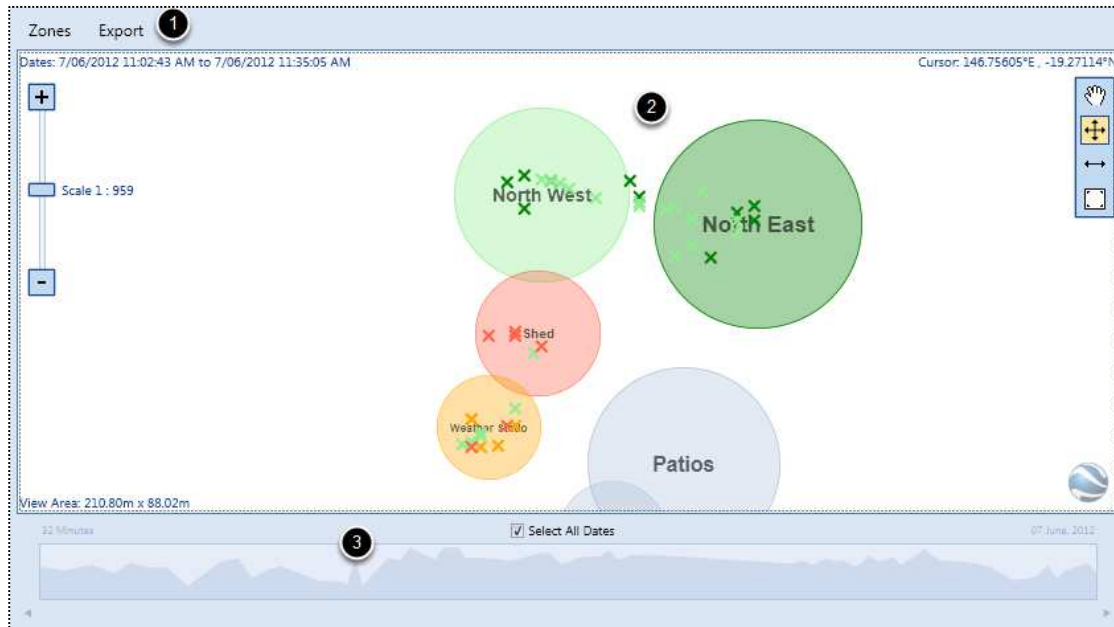 Zones Export 1
Dates: 7/06/2012 11:02:43 AM to 7/06/2012 11:35:05 AM Cursor: 146.75605°E , -19.27114°N
+
2
Scale 1 : 959
North West
North East
Shed
Weather
Patios
-
View Area: 210.80m x 88.02m
32 Minutes Select All Dates 07 June, 2012
3